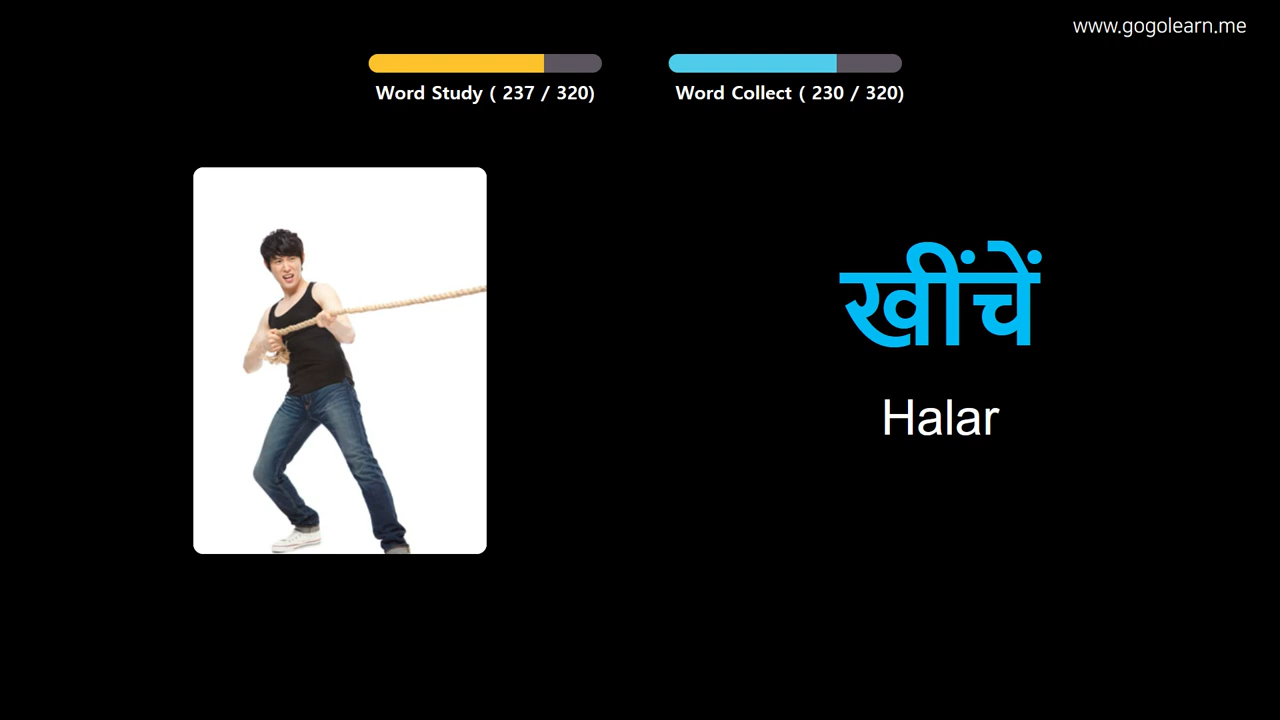 www.gogolearn.me
Word Study ( 237 / 320)
Word Collect ( 230 / 320)
खींचें
Halar